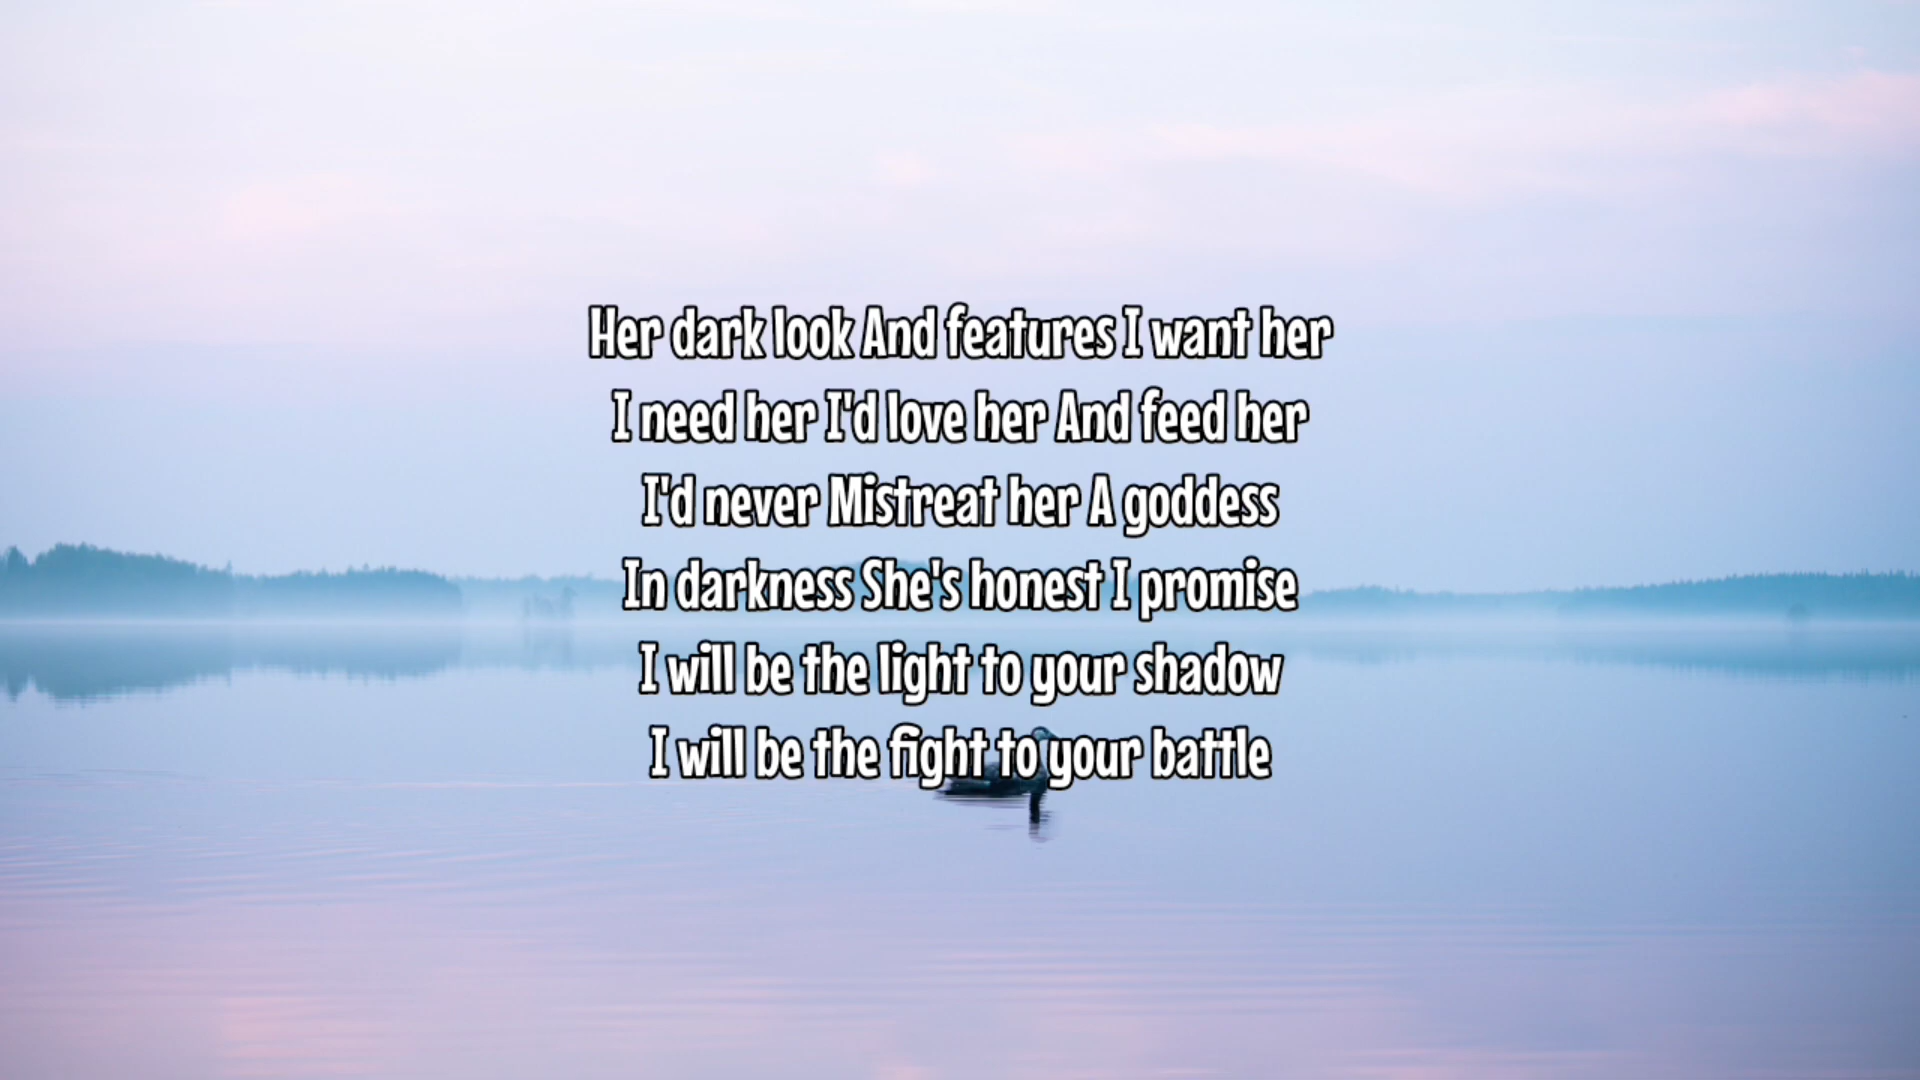 Her dark look And features I want her
I need her I'd love her And feed her
I'd never Mistreat her A goddess
In darkness She's honest I promise
I will be the light to your shadow
I will be the fight to your battle